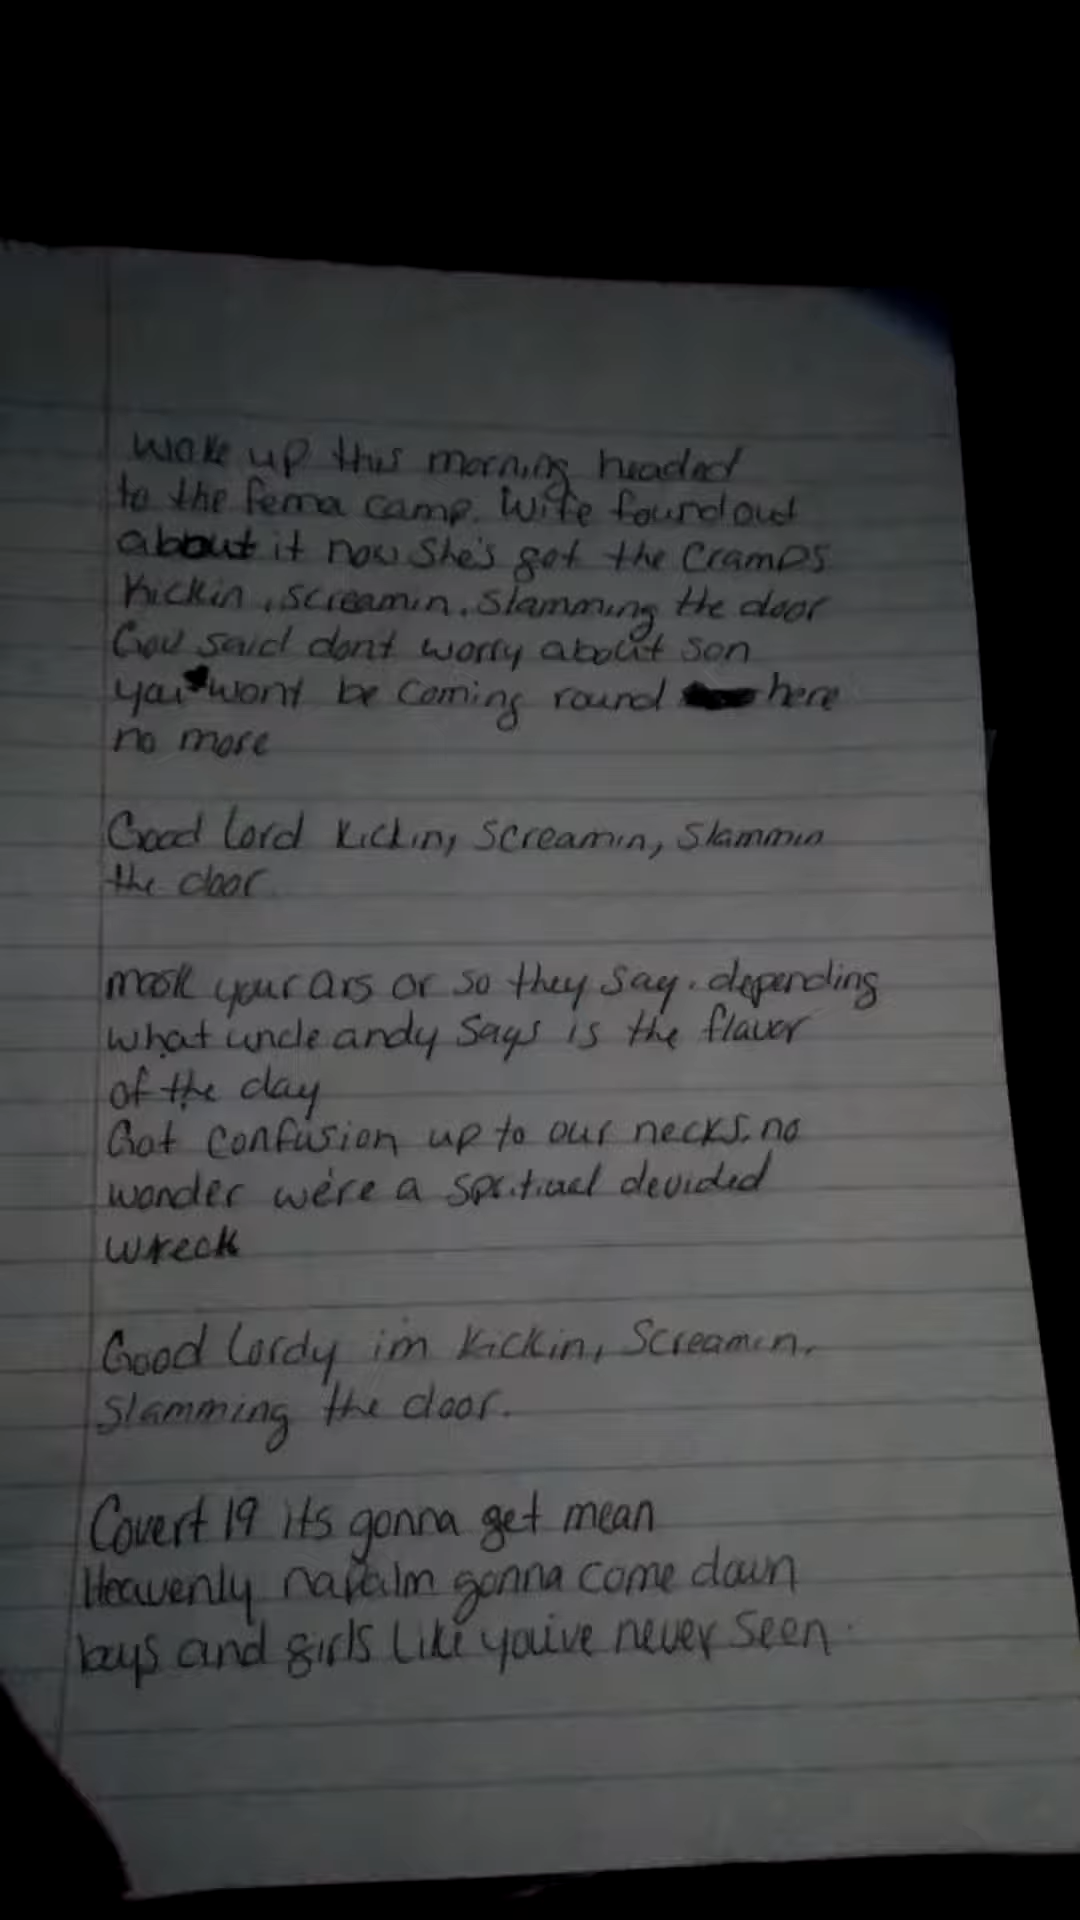 Wake up this morning headed
to the fema camp. Wife found out
about it now She's got the Cramps
Kickin, screamin. Slamming the door
Gov said dont worry about son
you wont be coming round here
no more
Good lord kickin, screamin, Slammin
the door
mask your ars or so they say. depending
what uncle andy says is the flavor
of the day
Got confusion up to our necks. no
wonder we're a devided
wreck
Good lordy im kickin, Screamin.
Slamming the door.
Covert 19 its gonna get mean
Heavenly napalm gonna come down
boys and girls like you've never seen.